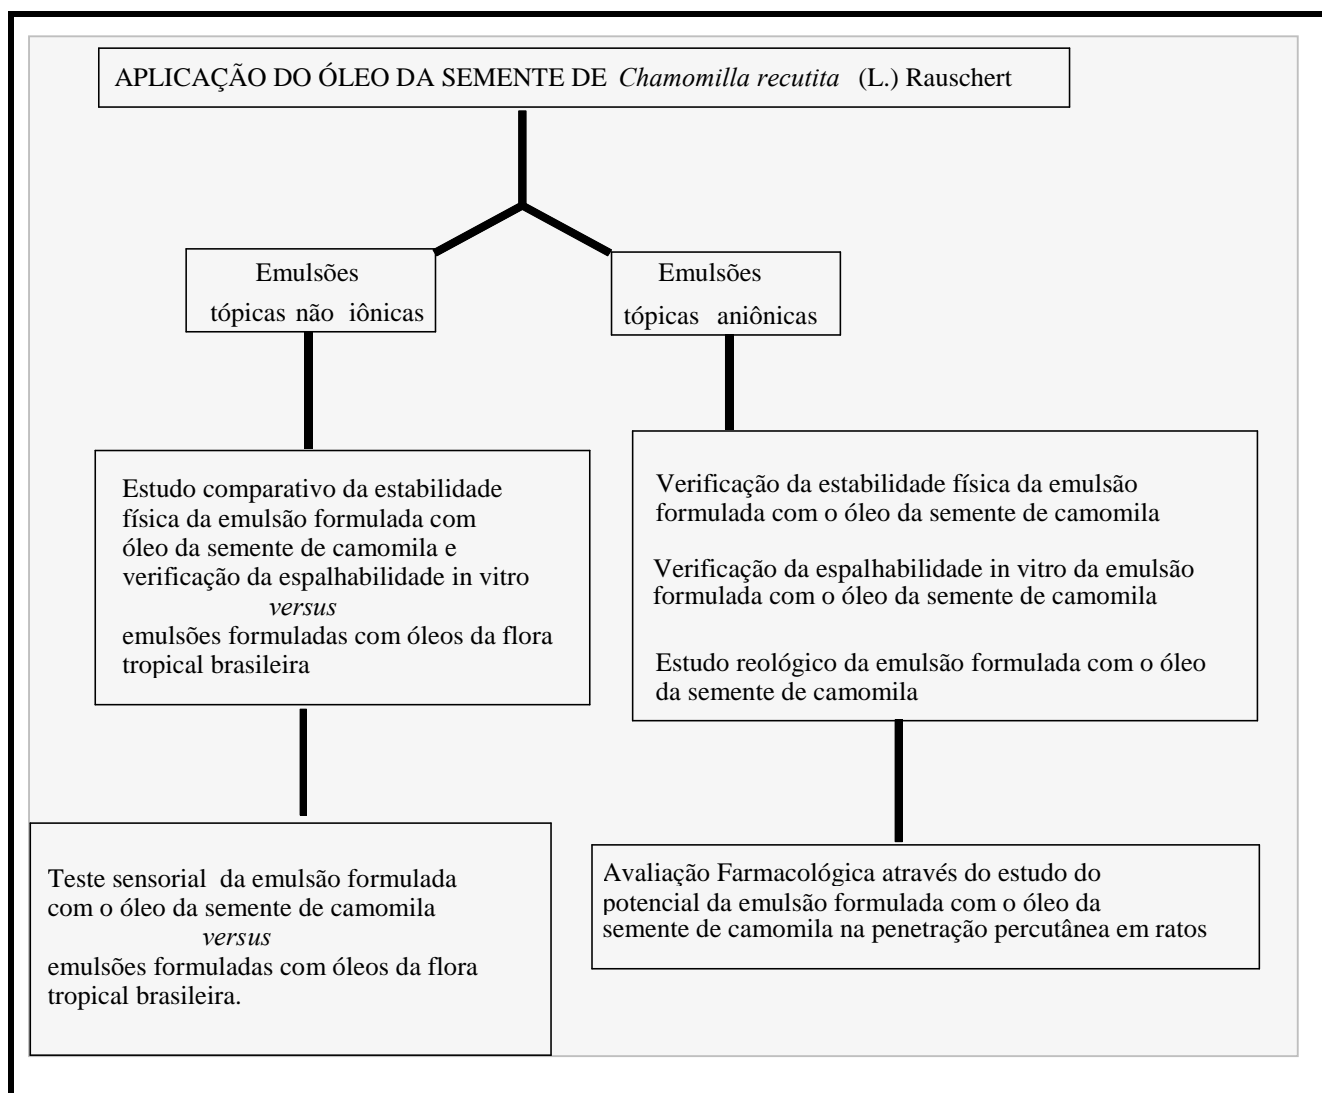 APLICAÇÃO DO ÓLEO DA SEMENTE DE Chamomilla recutita (L.) Rauschert
Emulsões
tópicas não iônicas
Emulsões
tópicas aniônicas
Estudo comparativo da estabilidade
física da emulsão formulada com
óleo da semente de camomila e
verificação da espalhabilidade in vitro
versus
emulsões formuladas com óleos da flora
tropical brasileira
Verificação da estabilidade física da emulsão
formulada com o óleo da semente de camomila
Verificação da espalhabilidade in vitro da emulsão
formulada com o óleo da semente de camomila
Estudo reológico da emulsão formulada com o óleo
da semente de camomila
Teste sensorial da emulsão formulada
com o óleo da semente de camomila
versus
emulsões formuladas com óleos da flora
tropical brasileira.
Avaliação Farmacológica através do estudo do
potencial da emulsão formulada com o óleo da
semente de camomila na penetração percutânea em ratos